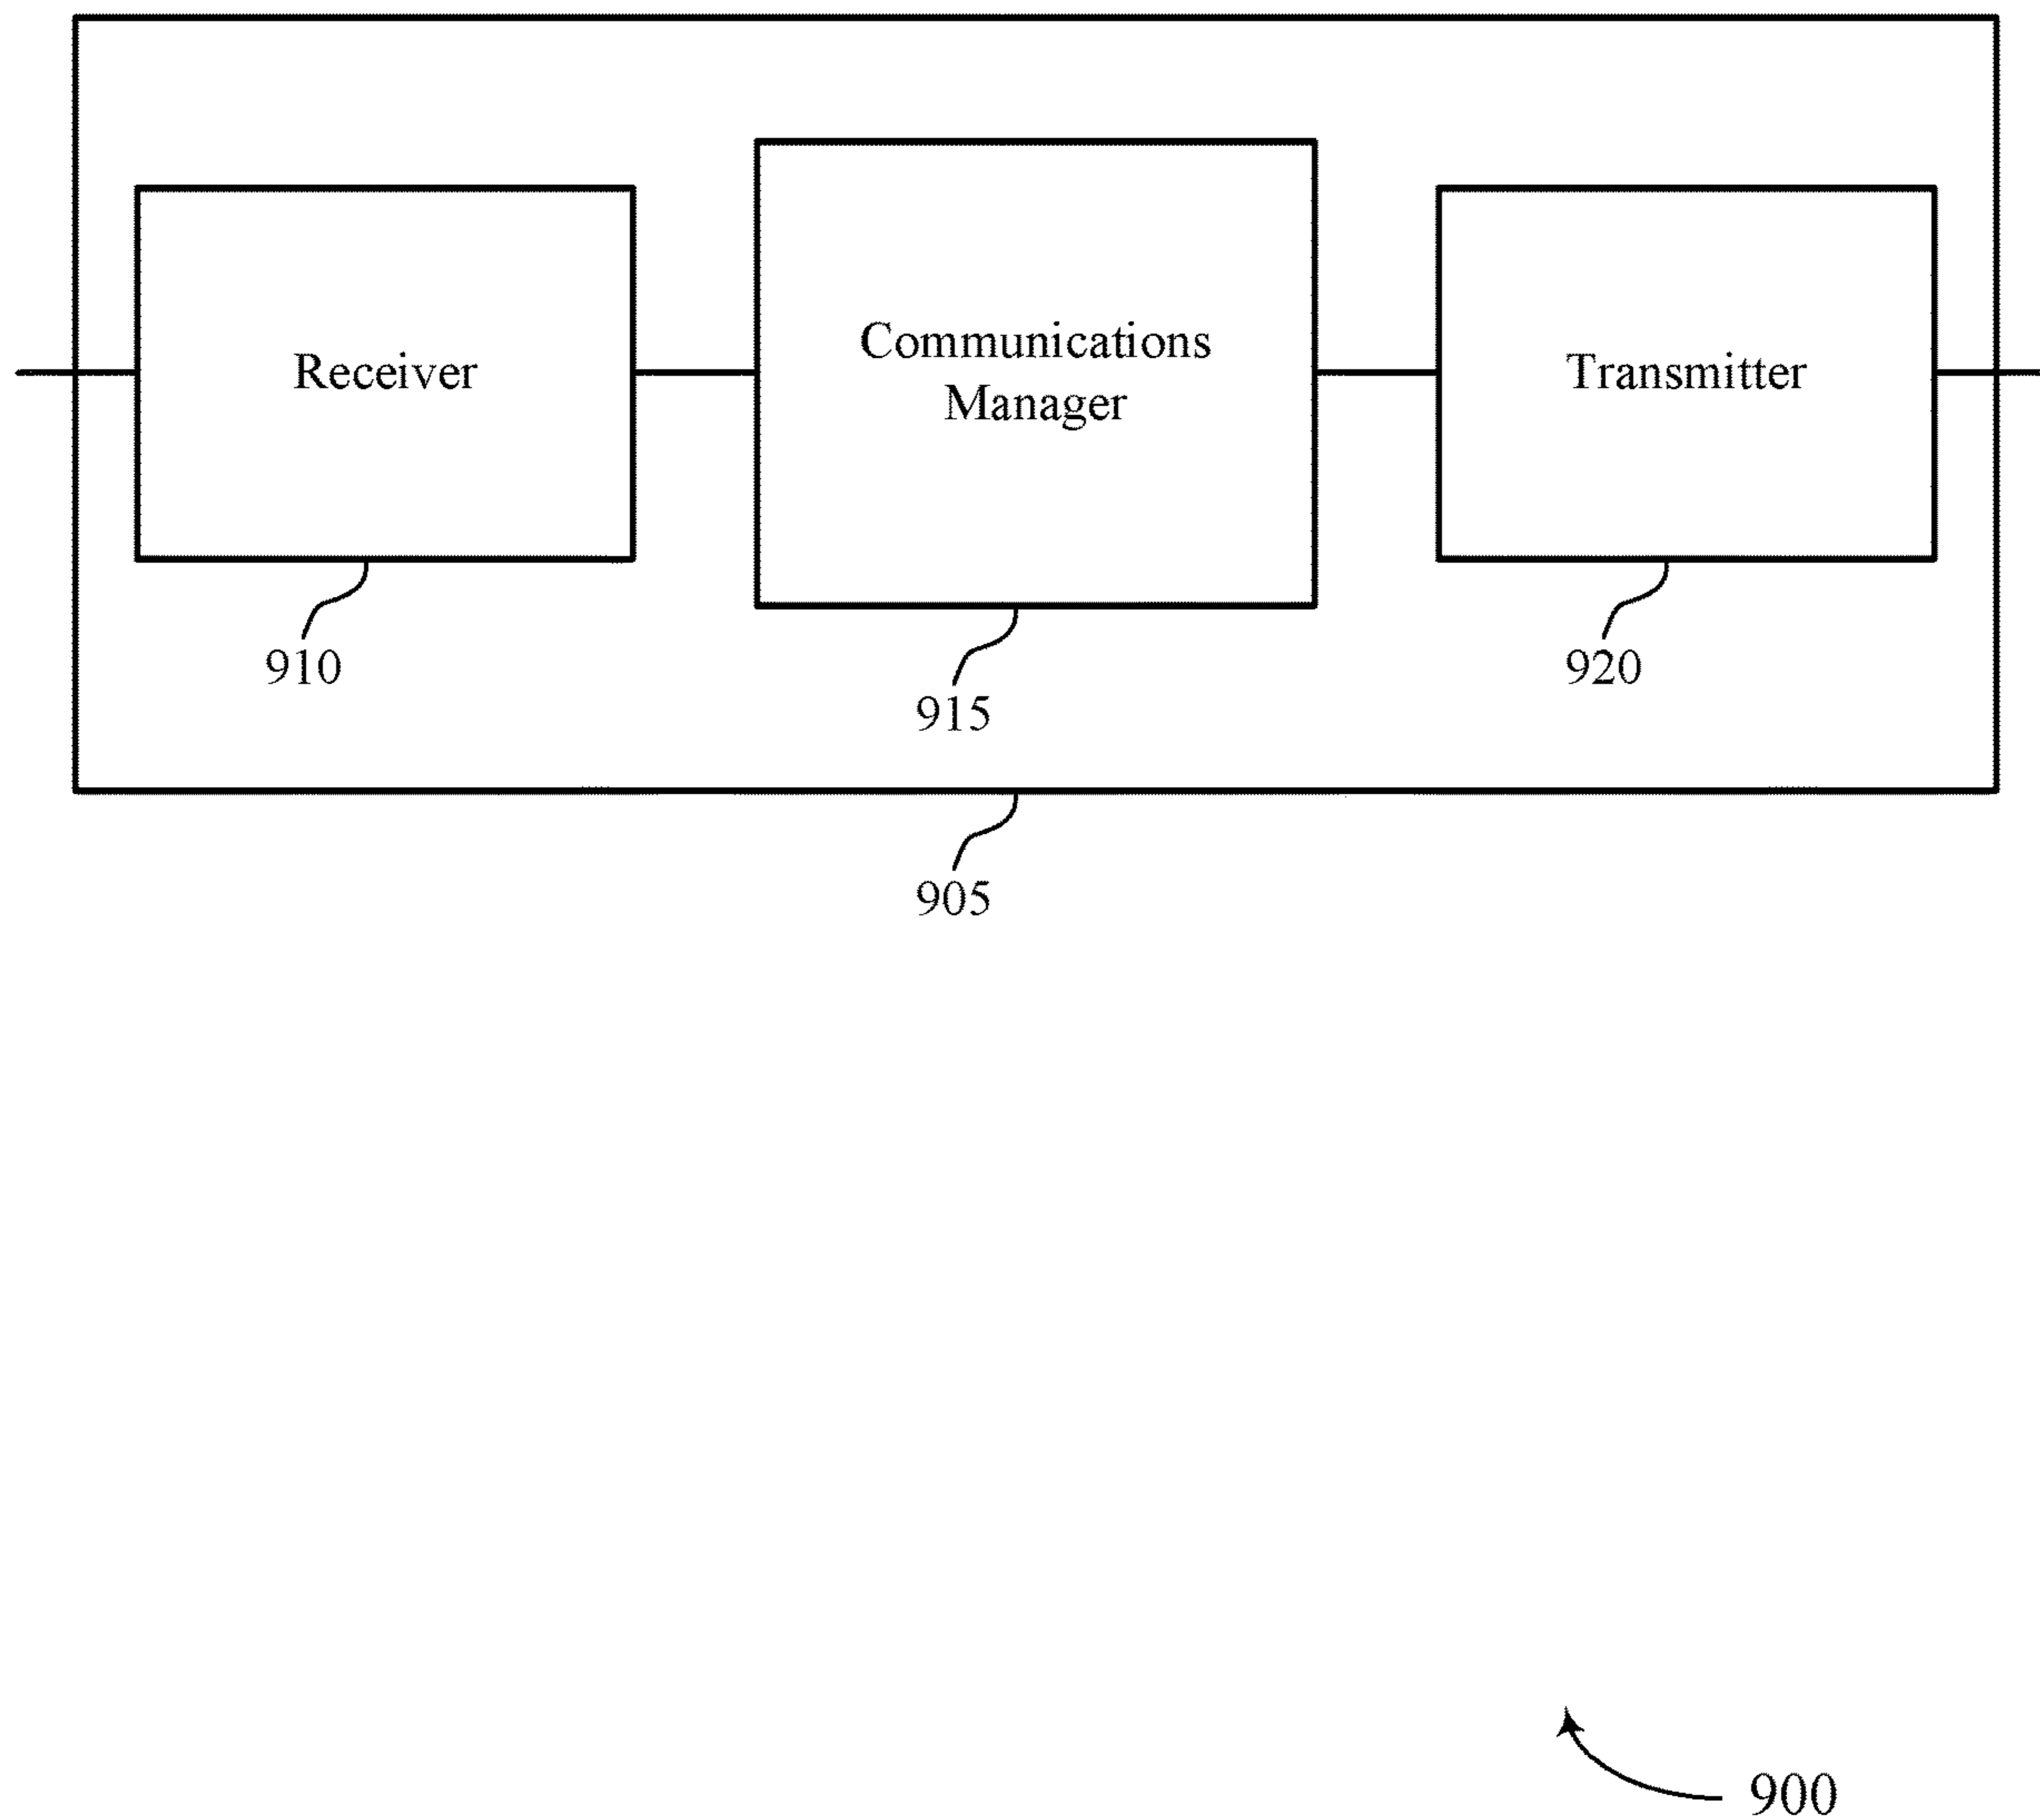 Receiver
Communications
Manager
Transmitter
910
915
920
905
900